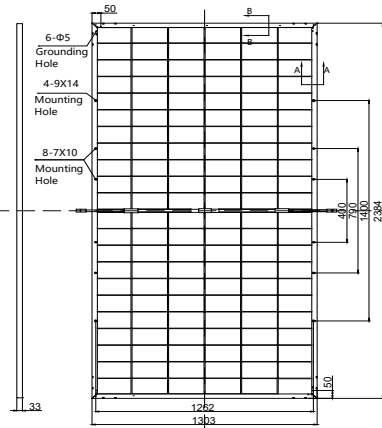 50
B
6-Φ5
Grounding
Hole
B
A A
4-9X14
Mounting
Hole
8-7X10
Mounting
Hole
400
790
1400
2384
50
33
1262
1303